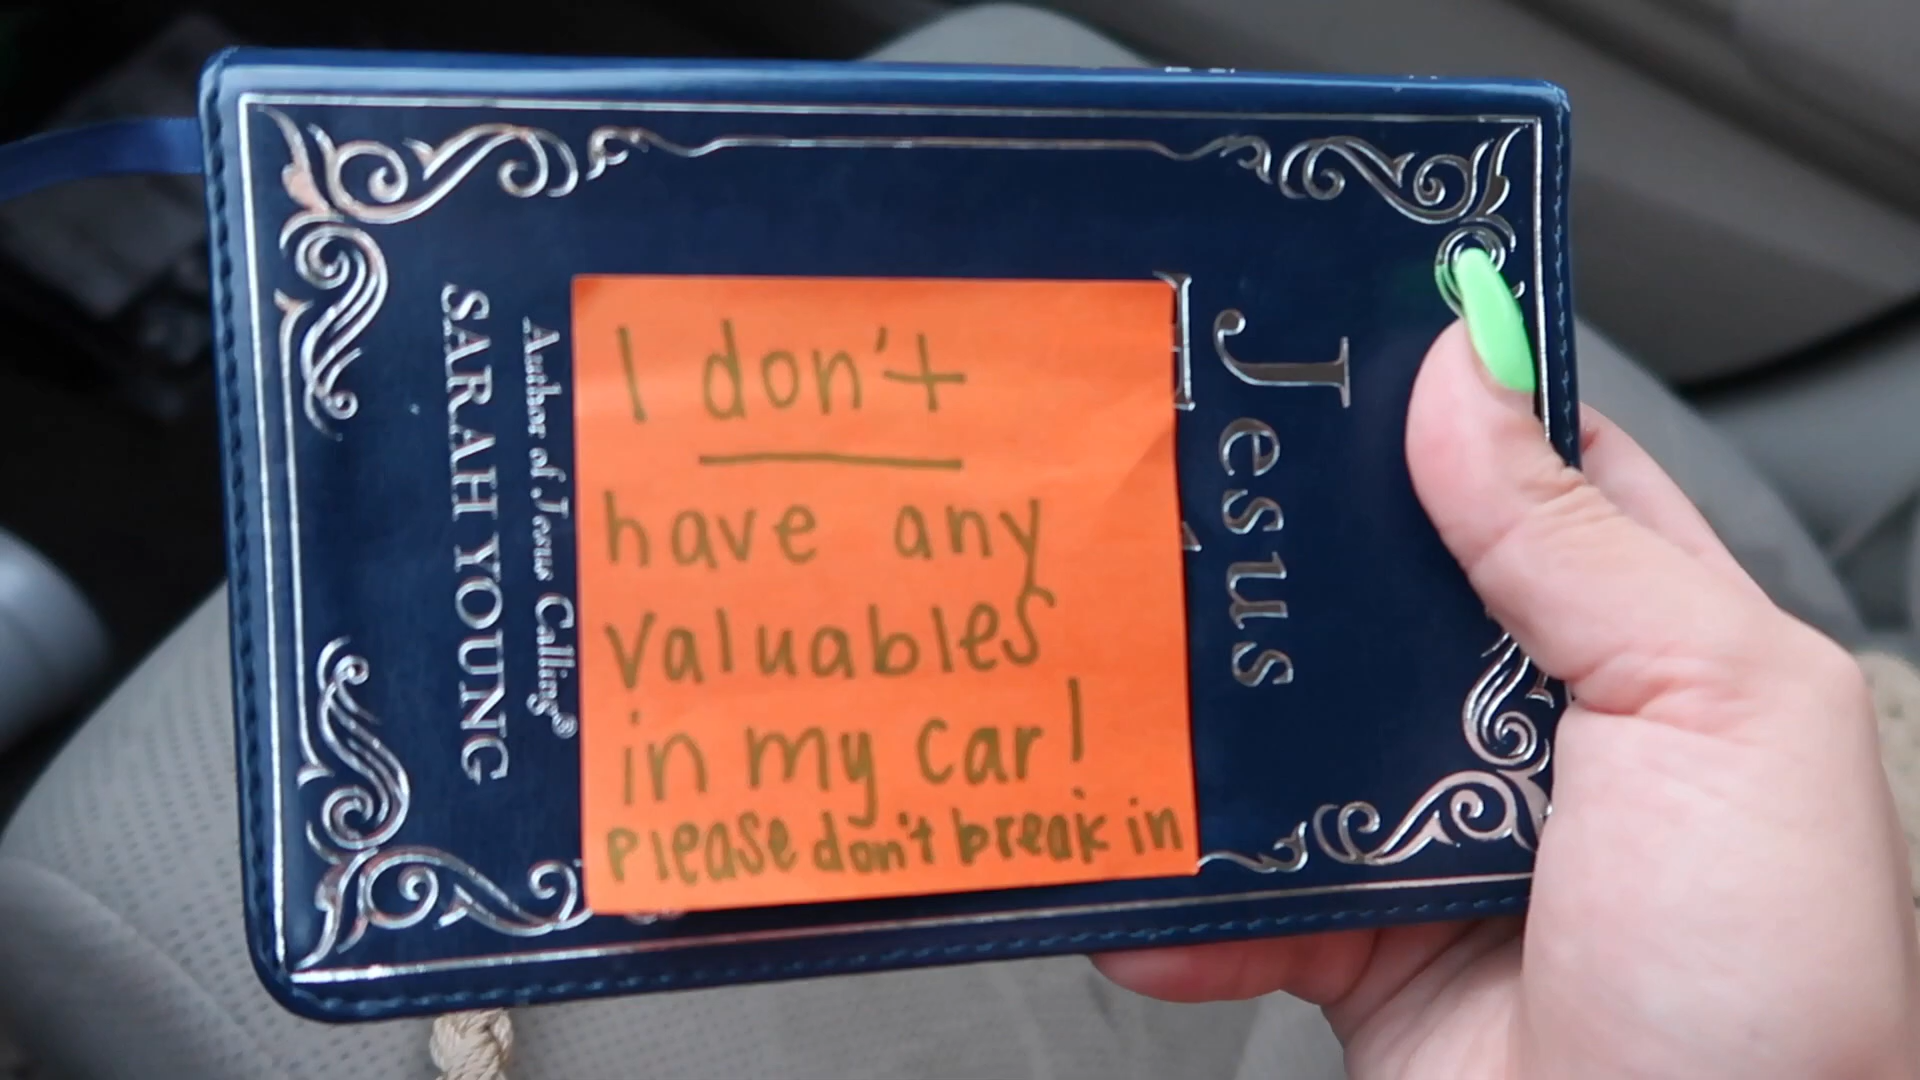 I don't
have any
valuables
in my car!
please don't break in
Jesus
Author of Jesus Calling®
SARAH YOUNG